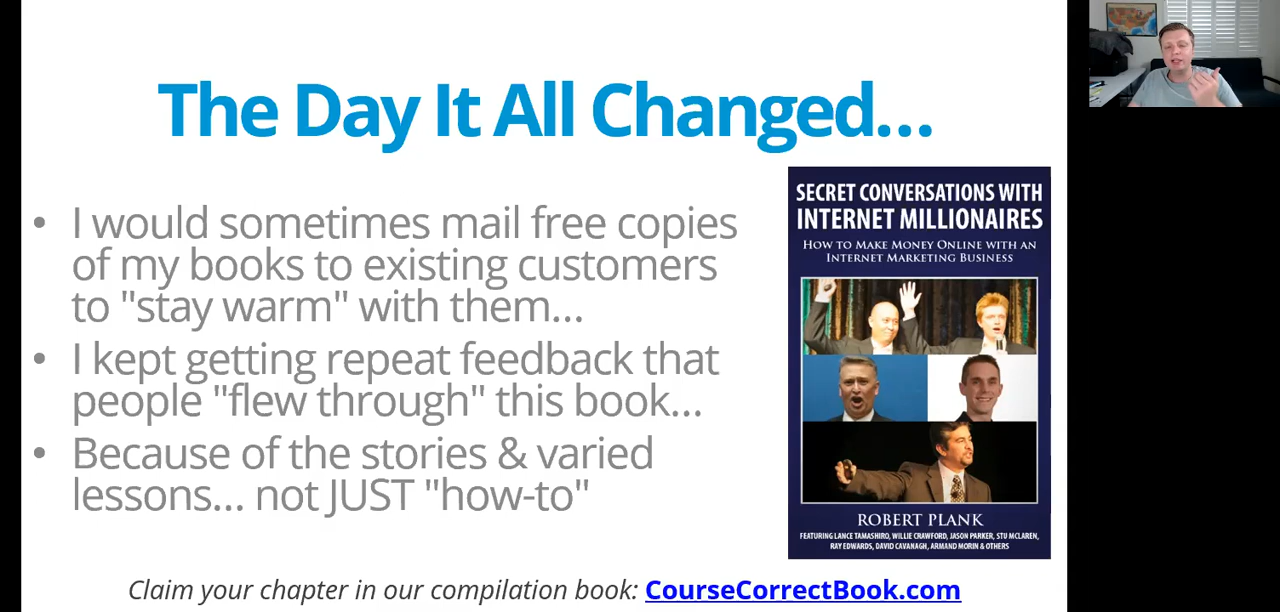 The Day It All Changed...
• I would sometimes mail free copies
of my books to existing customers
to "stay warm" with them...
• I kept getting repeat feedback that
people "flew through" this book...
• Because of the stories & varied
lessons... not JUST "how-to"
SECRET CONVERSATIONS WITH
INTERNET MILLIONAIRES
HOW TO MAKE MONEY ONLINE WITH AN
INTERNET MARKETING BUSINESS
ROBERT PLANK
FEATURING LANCE TAMASHIRO, WILLIE CRAWFORD, JASON PARKER, STU MCLAREN,
RAY EDWARDS, DAVID CAVANAGH, ARMAND MORIN & OTHERS
Claim your chapter in our compilation book: CourseCorrectBook.com